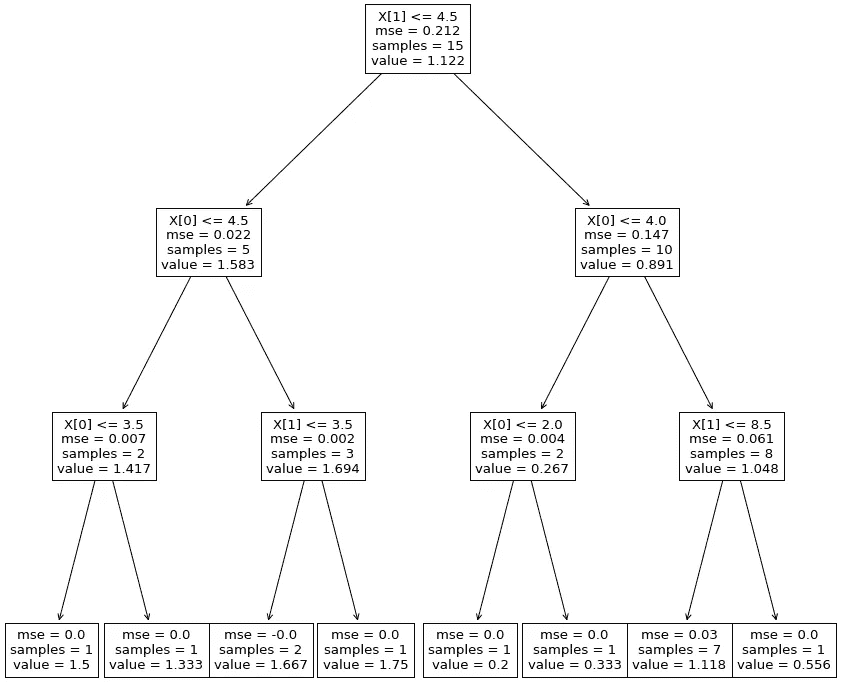 X[1] <= 4.5
mse = 0.212
samples = 15
value = 1.122
X[0] <= 4.5
mse = 0.022
samples = 5
value = 1.583
X[0] <= 4.0
mse = 0.147
samples = 10
value = 0.891
X[0] <= 3.5
mse = 0.007
samples = 2
value = 1.417
X[1] <= 3.5
mse = 0.002
samples = 3
value = 1.694
X[0] <= 2.0
mse = 0.004
samples = 2
value = 0.267
X[1] <= 8.5
mse = 0.061
samples = 8
value = 1.048
mse = 0.0
samples = 1
value = 1.5
mse = 0.0
samples = 1
value = 1.333
mse = -0.0
samples = 2
value = 1.667
mse = 0.0
samples = 1
value = 1.75
mse = 0.0
samples = 1
value = 0.2
mse = 0.0
samples = 1
value = 0.333
mse = 0.03
samples = 7
value = 1.118
mse = 0.0
samples = 1
value = 0.556